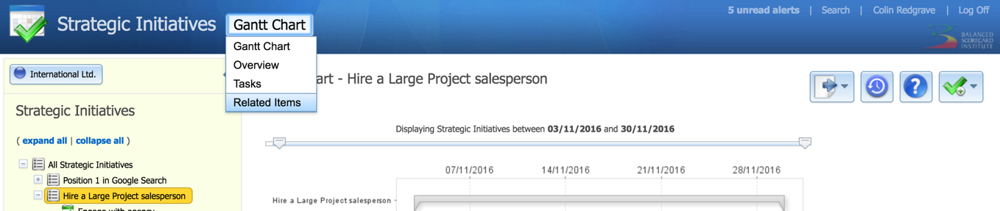 Strategic Initiatives
Gantt Chart
5 unread alerts | Search | Colin Redgrave | Log Off
BALANCED
SCORECARD
INSTITUTE
Gantt Chart
Overview
Tasks
Related Items
International Ltd.
art - Hire a Large Project salesperson
Strategic Initiatives
( expand all | collapse all )
Displaying Strategic Initiatives between 03/11/2016 and 30/11/2016
All Strategic Initiatives
Position 1 in Google Search
Hire a Large Project salesperson
Engage with agency
07/11/2016 14/11/2016 21/11/2016 28/11/2016
Hire a Large Project salesperson